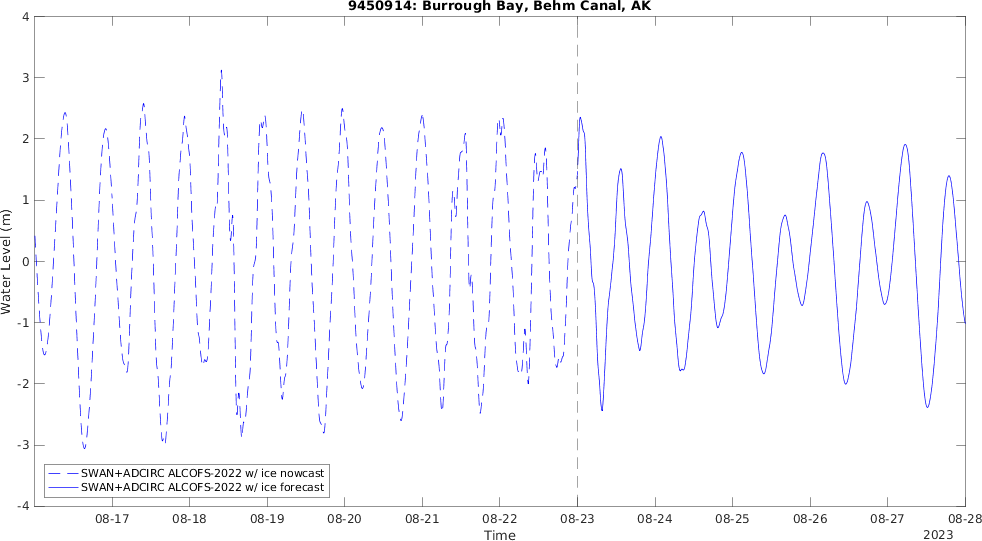 9450914: Burrough Bay, Behm Canal, AK
4
3
2
1
0
-1
-2
-3
-4
Water Level (m)
SWAN+ADCIRC ALCOFS-2022 w/ ice nowcast
SWAN+ADCIRC ALCOFS-2022 w/ ice forecast
08-17 08-18 08-19 08-20 08-21 08-22 08-23 08-24 08-25 08-26 08-27 08-28
Time
2023